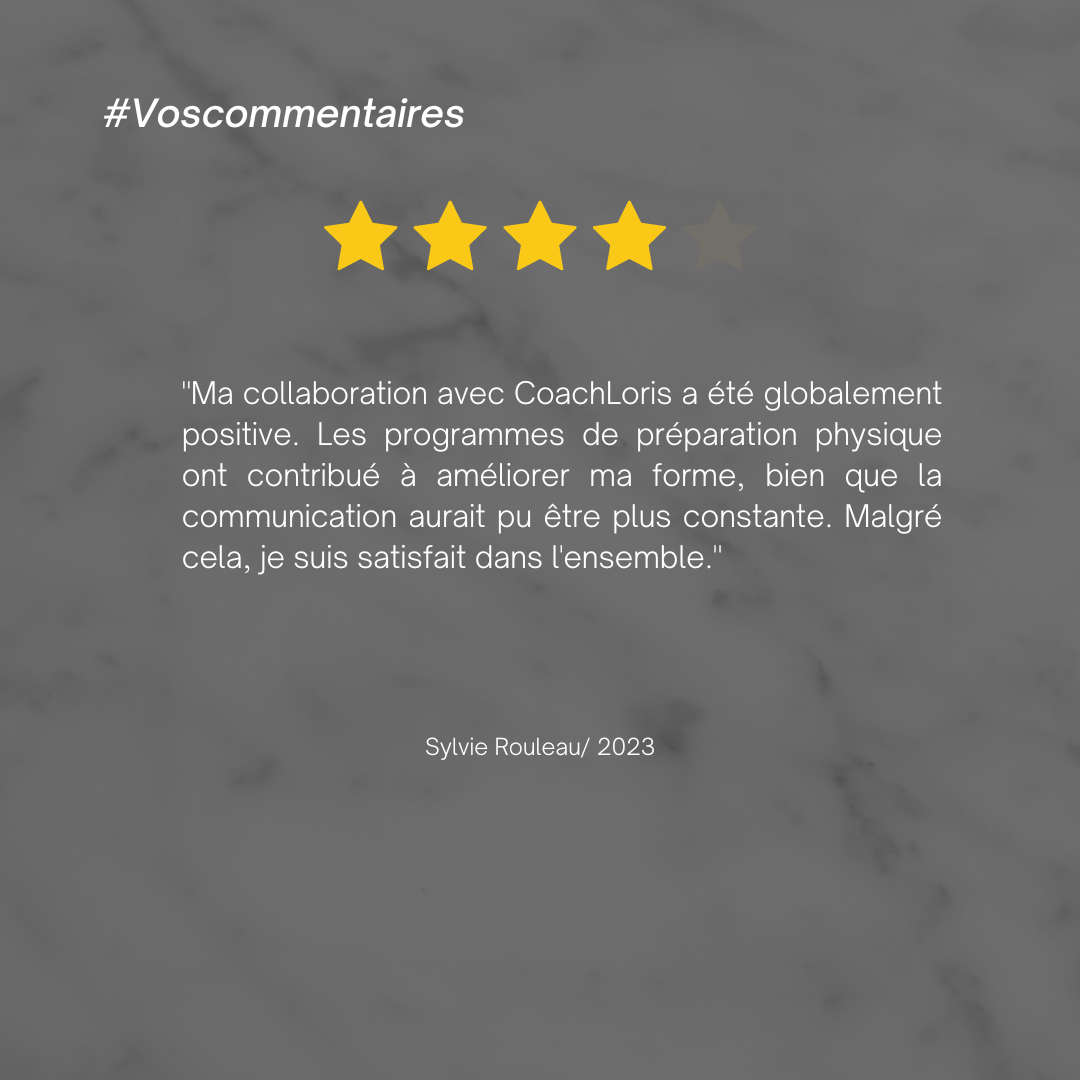 #Voscommentaires
"Ma collaboration avec CoachLoris a été globalement
positive. Les programmes de préparation physique
ont contribué à améliorer ma forme, bien que la
communication aurait pu être plus constante. Malgré
cela, je suis satisfait dans l'ensemble."
Sylvie Rouleau/ 2023